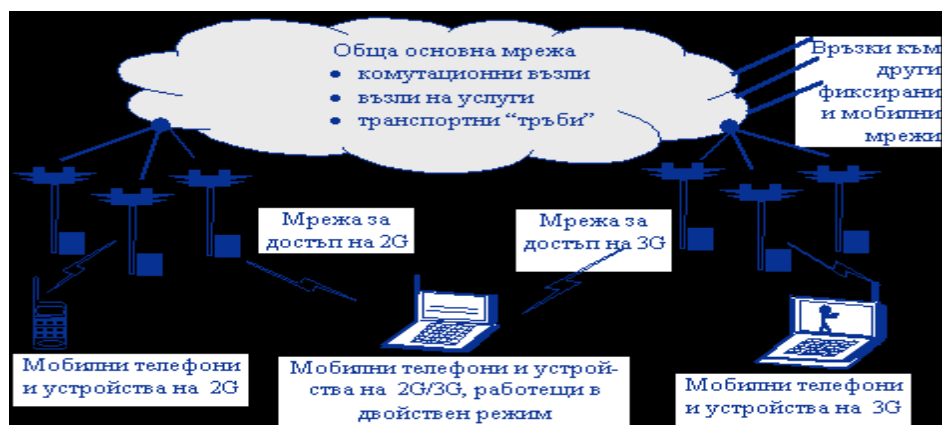 Обща основна мрежа
● комутационни възли
● възли на услуги
● транспортни “тръби”
Връзки към
други
фиксирани
и мобилни
мрежи
Мрежа за
достъп на 2G
Мрежа за
достъп на 3G
Мобилни телефони
и устройства на 2G
Мобилни телефони и устрой-
ства на 2G/3G, работещи в
двойствен режим
Мобилни телефони
и устройства на 3G